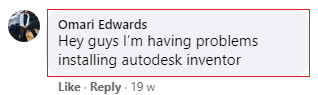 Omari Edwards
Hey guys I'm having problems
installing autodesk inventor
Like · Reply · 19 w